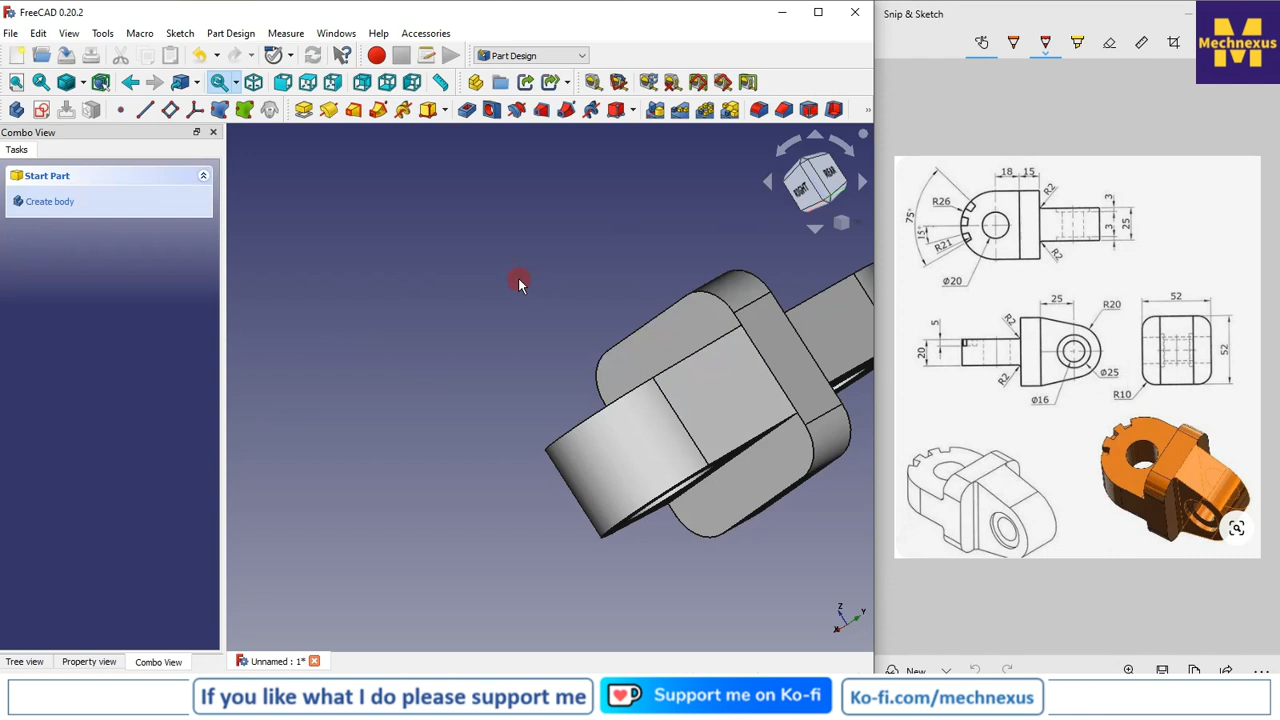 FreeCAD 0.20.2
Snip & Sketch
Mechnexus
File Edit View Tools Macro Sketch Part Design Measure Windows Help Accessories
Part Design
Combo View
Tasks
Start Part
Create body
RIGHT
REAR
18 15 R2
3
R26
75°
25
15°
R21
3
R2
Ø20
25
52
R2
R20
5
20
52
R2
Ø25
Ø16
R10
Z
Y
X
Tree view Property view Combo View
Unnamed : 1*
New
If you like what I do please support me
Support me on Ko-fi
Ko-fi.com/mechnexus